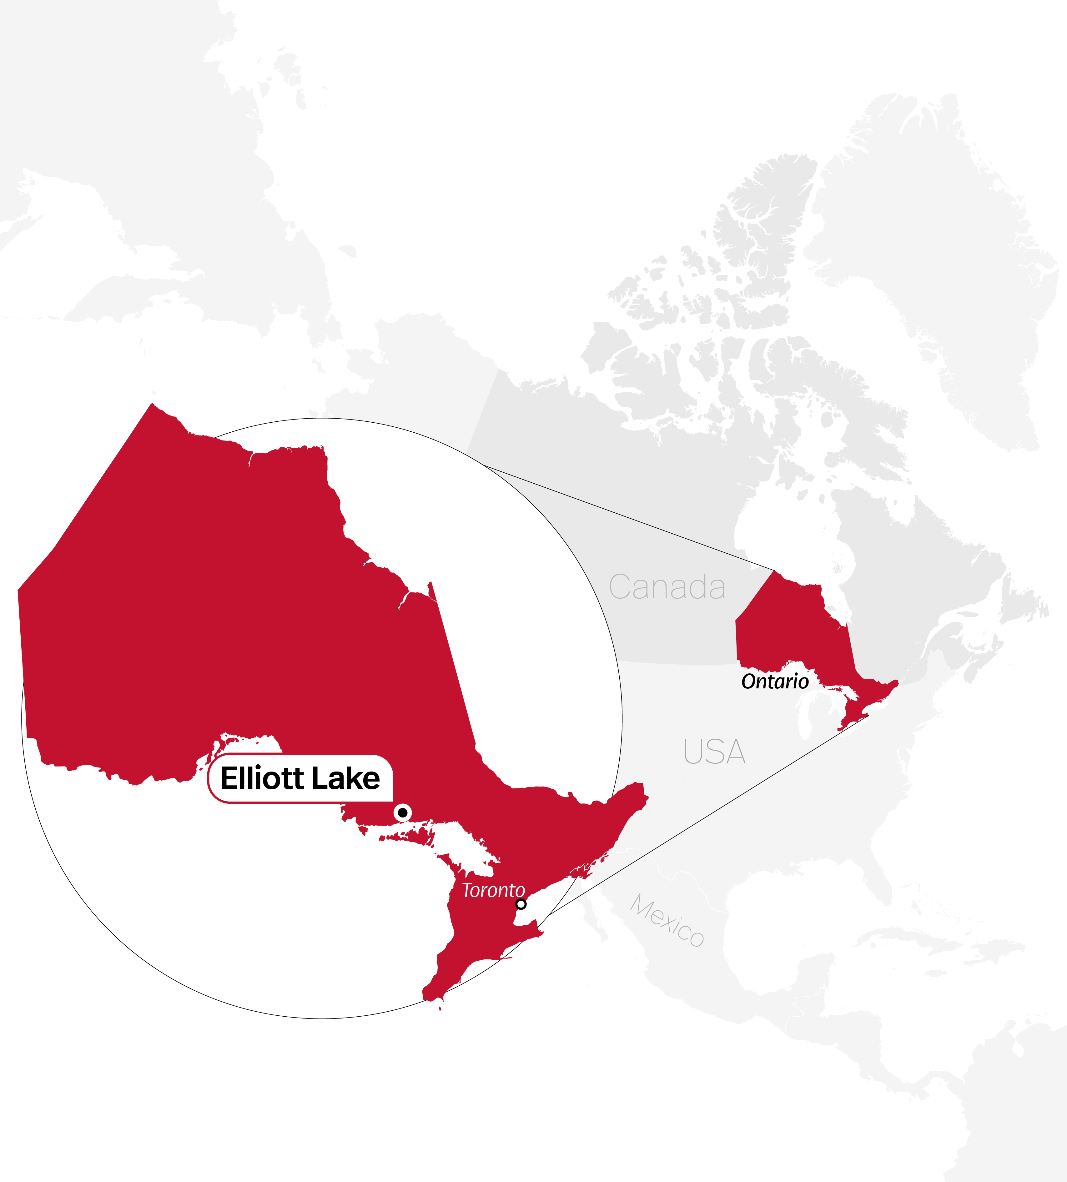 Canada
Ontario
USA
Elliott Lake
Toronto
Mexico